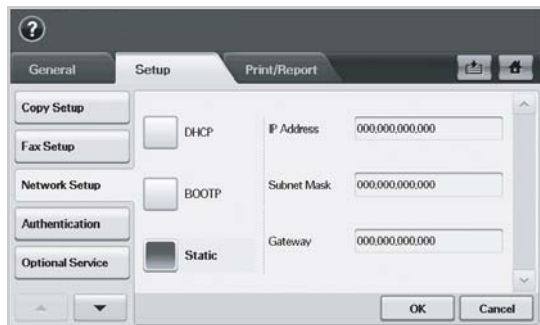 ?
General Setup Print/Report
Copy Setup
Fax Setup
Network Setup
Authentication
Optional Service
DHCP
BOOTP
Static
IP Address 000,000,000,000
Subnet Mask 000,000,000,000
Gateway 000,000,000,000
OK Cancel